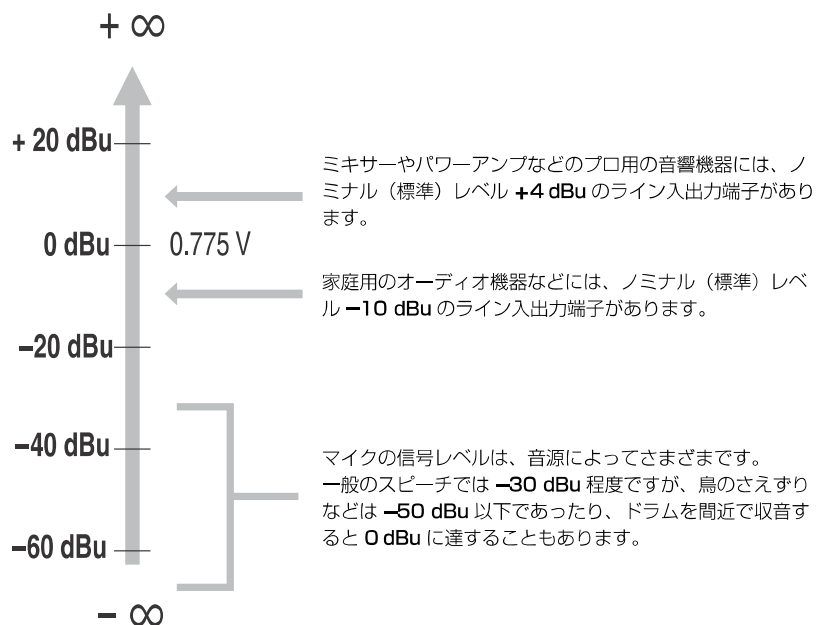 + ∞
+ 20 dBu
ミキサーやパワーアンプなどのプロ用の音響機器には、ノ
ミナル（標準）レベル +4 dBu のライン入出力端子があり
ます。
0 dBu
0.775 V
家庭用のオーディオ機器などには、ノミナル（標準）レベ
ル −10 dBu のライン入出力端子があります。
−20 dBu
−40 dBu
マイクの信号レベルは、音源によってさまざまです。
一般のスピーチでは −30 dBu 程度ですが、鳥のさえずり
などは −50 dBu 以下であったり、ドラムを間近で収音す
ると 0 dBu に達することもあります。
−60 dBu
− ∞